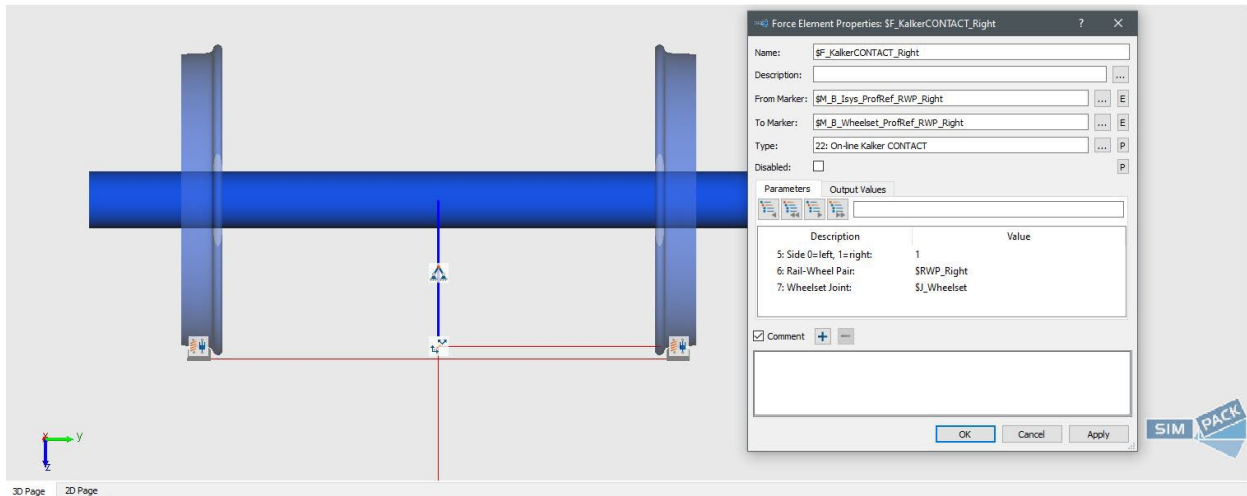 Force Element Properties: $F_KalkerCONTACT_Right ? ×
Name: $F_KalkerCONTACT_Right
Description: ...
From Marker: $M_B_Isys_ProfRef_RWP_Right ... E
To Marker: $M_B_Wheelset_ProfRef_RWP_Right ... E
Type: 22: On-line Kalker CONTACT ... P
Disabled: P
Parameters Output Values
Description Value
5: Side 0=left, 1=right: 1
6: Rail-Wheel Pair: $RWP_Right
7: Wheelset Joint: $J_Wheelset
Comment
OK Cancel Apply
SIMPACK
x y
z
3D Page 2D Page